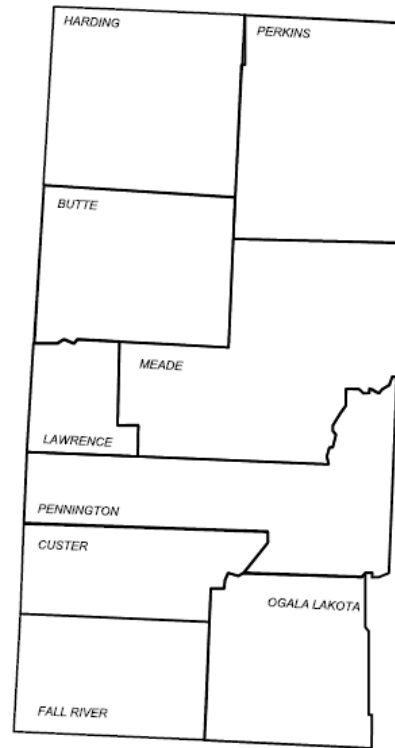 HARDING
PERKINS
BUTTE
MEADE
LAWRENCE
PENNINGTON
CUSTER
OGALA LAKOTA
FALL RIVER